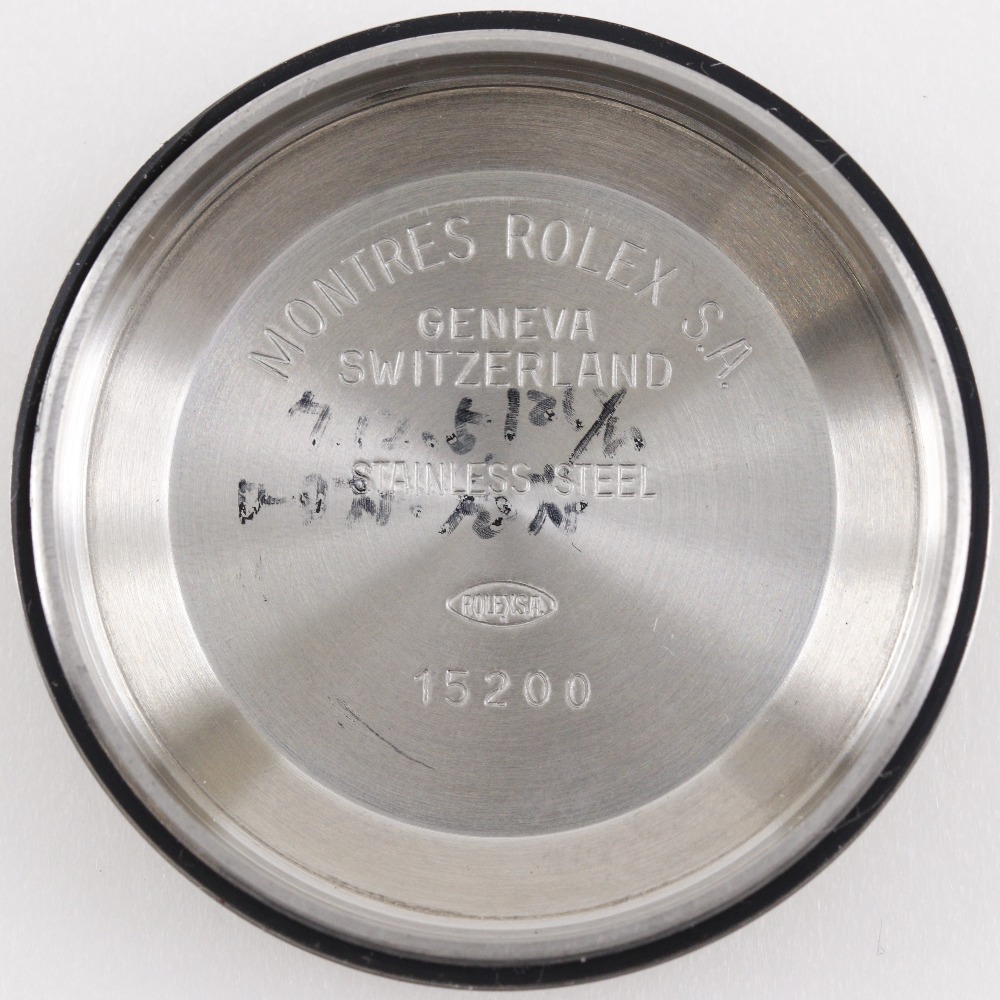 MONTRES ROLEX S.A.
GENEVA
SWITZERLAND
STAINLESS STEEL
ROLEX S.A.
15200